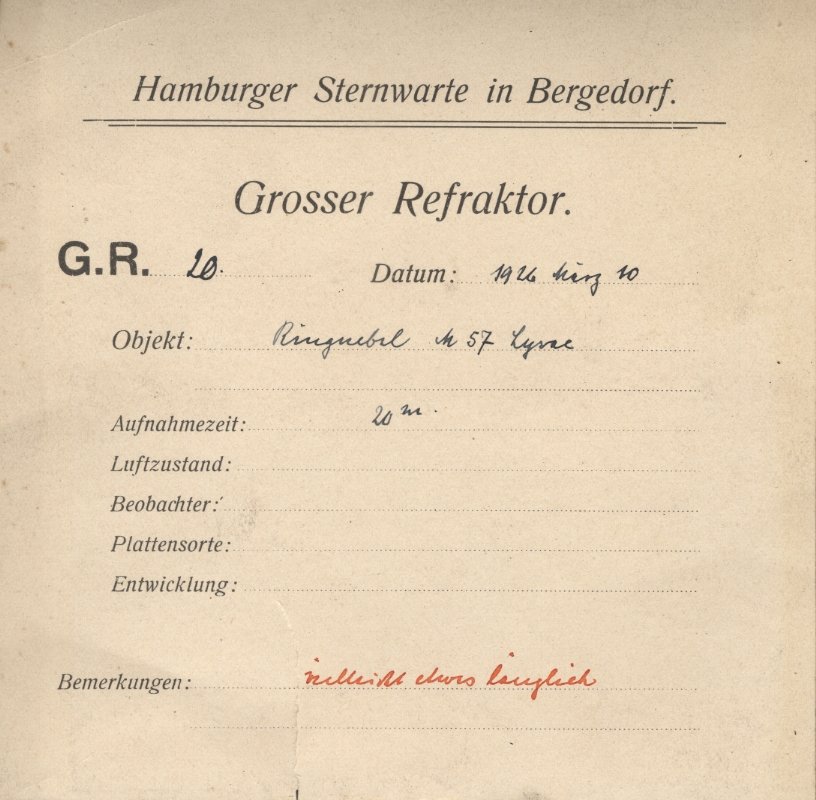 Hamburger Sternwarte in Bergedorf.
Grosser Refraktor.
G.R. 20. Datum: 1926 März 10
Objekt: Ringnebel M 57 Lyrae
Aufnahmezeit: 20 m.
Luftzustand:
Beobachter:
Plattensorte:
Entwicklung:
Bemerkungen: vielleicht etwas länglich